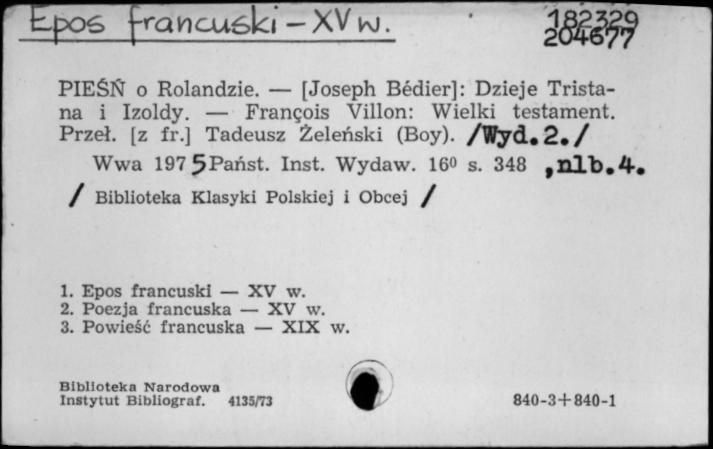 Epos francuski – XV w.
182329
204677
PIEŚŃ o Rolandzie. — [Joseph Bédier]: Dzieje Trista-
na i Izoldy. — François Villon: Wielki testament.
Przeł. [z fr.] Tadeusz Żeleński (Boy). /Wyd.2./
Wwa 1975 Państ. Inst. Wydaw. 16⁰ s. 348 ,nlb.4.
/ Biblioteka Klasyki Polskiej i Obcej /
1. Epos francuski — XV w.
2. Poezja francuska — XV w.
3. Powieść francuska — XIX w.
Biblioteka Narodowa
Instytut Bibliograf. 4135/73
840-3+840-1